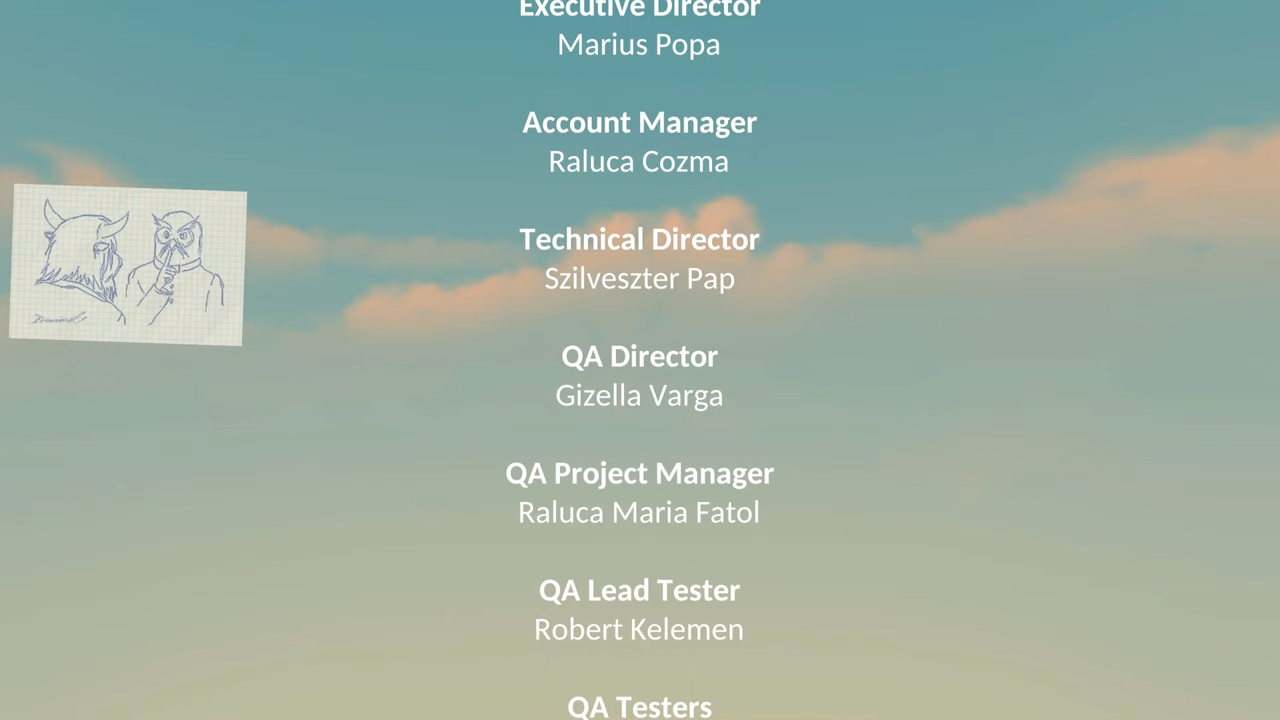 Executive Director
Marius Popa
Account Manager
Raluca Cozma
Technical Director
Szilveszter Pap
QA Director
Gizella Varga
QA Project Manager
Raluca Maria Fatol
QA Lead Tester
Robert Kelemen
QA Testers